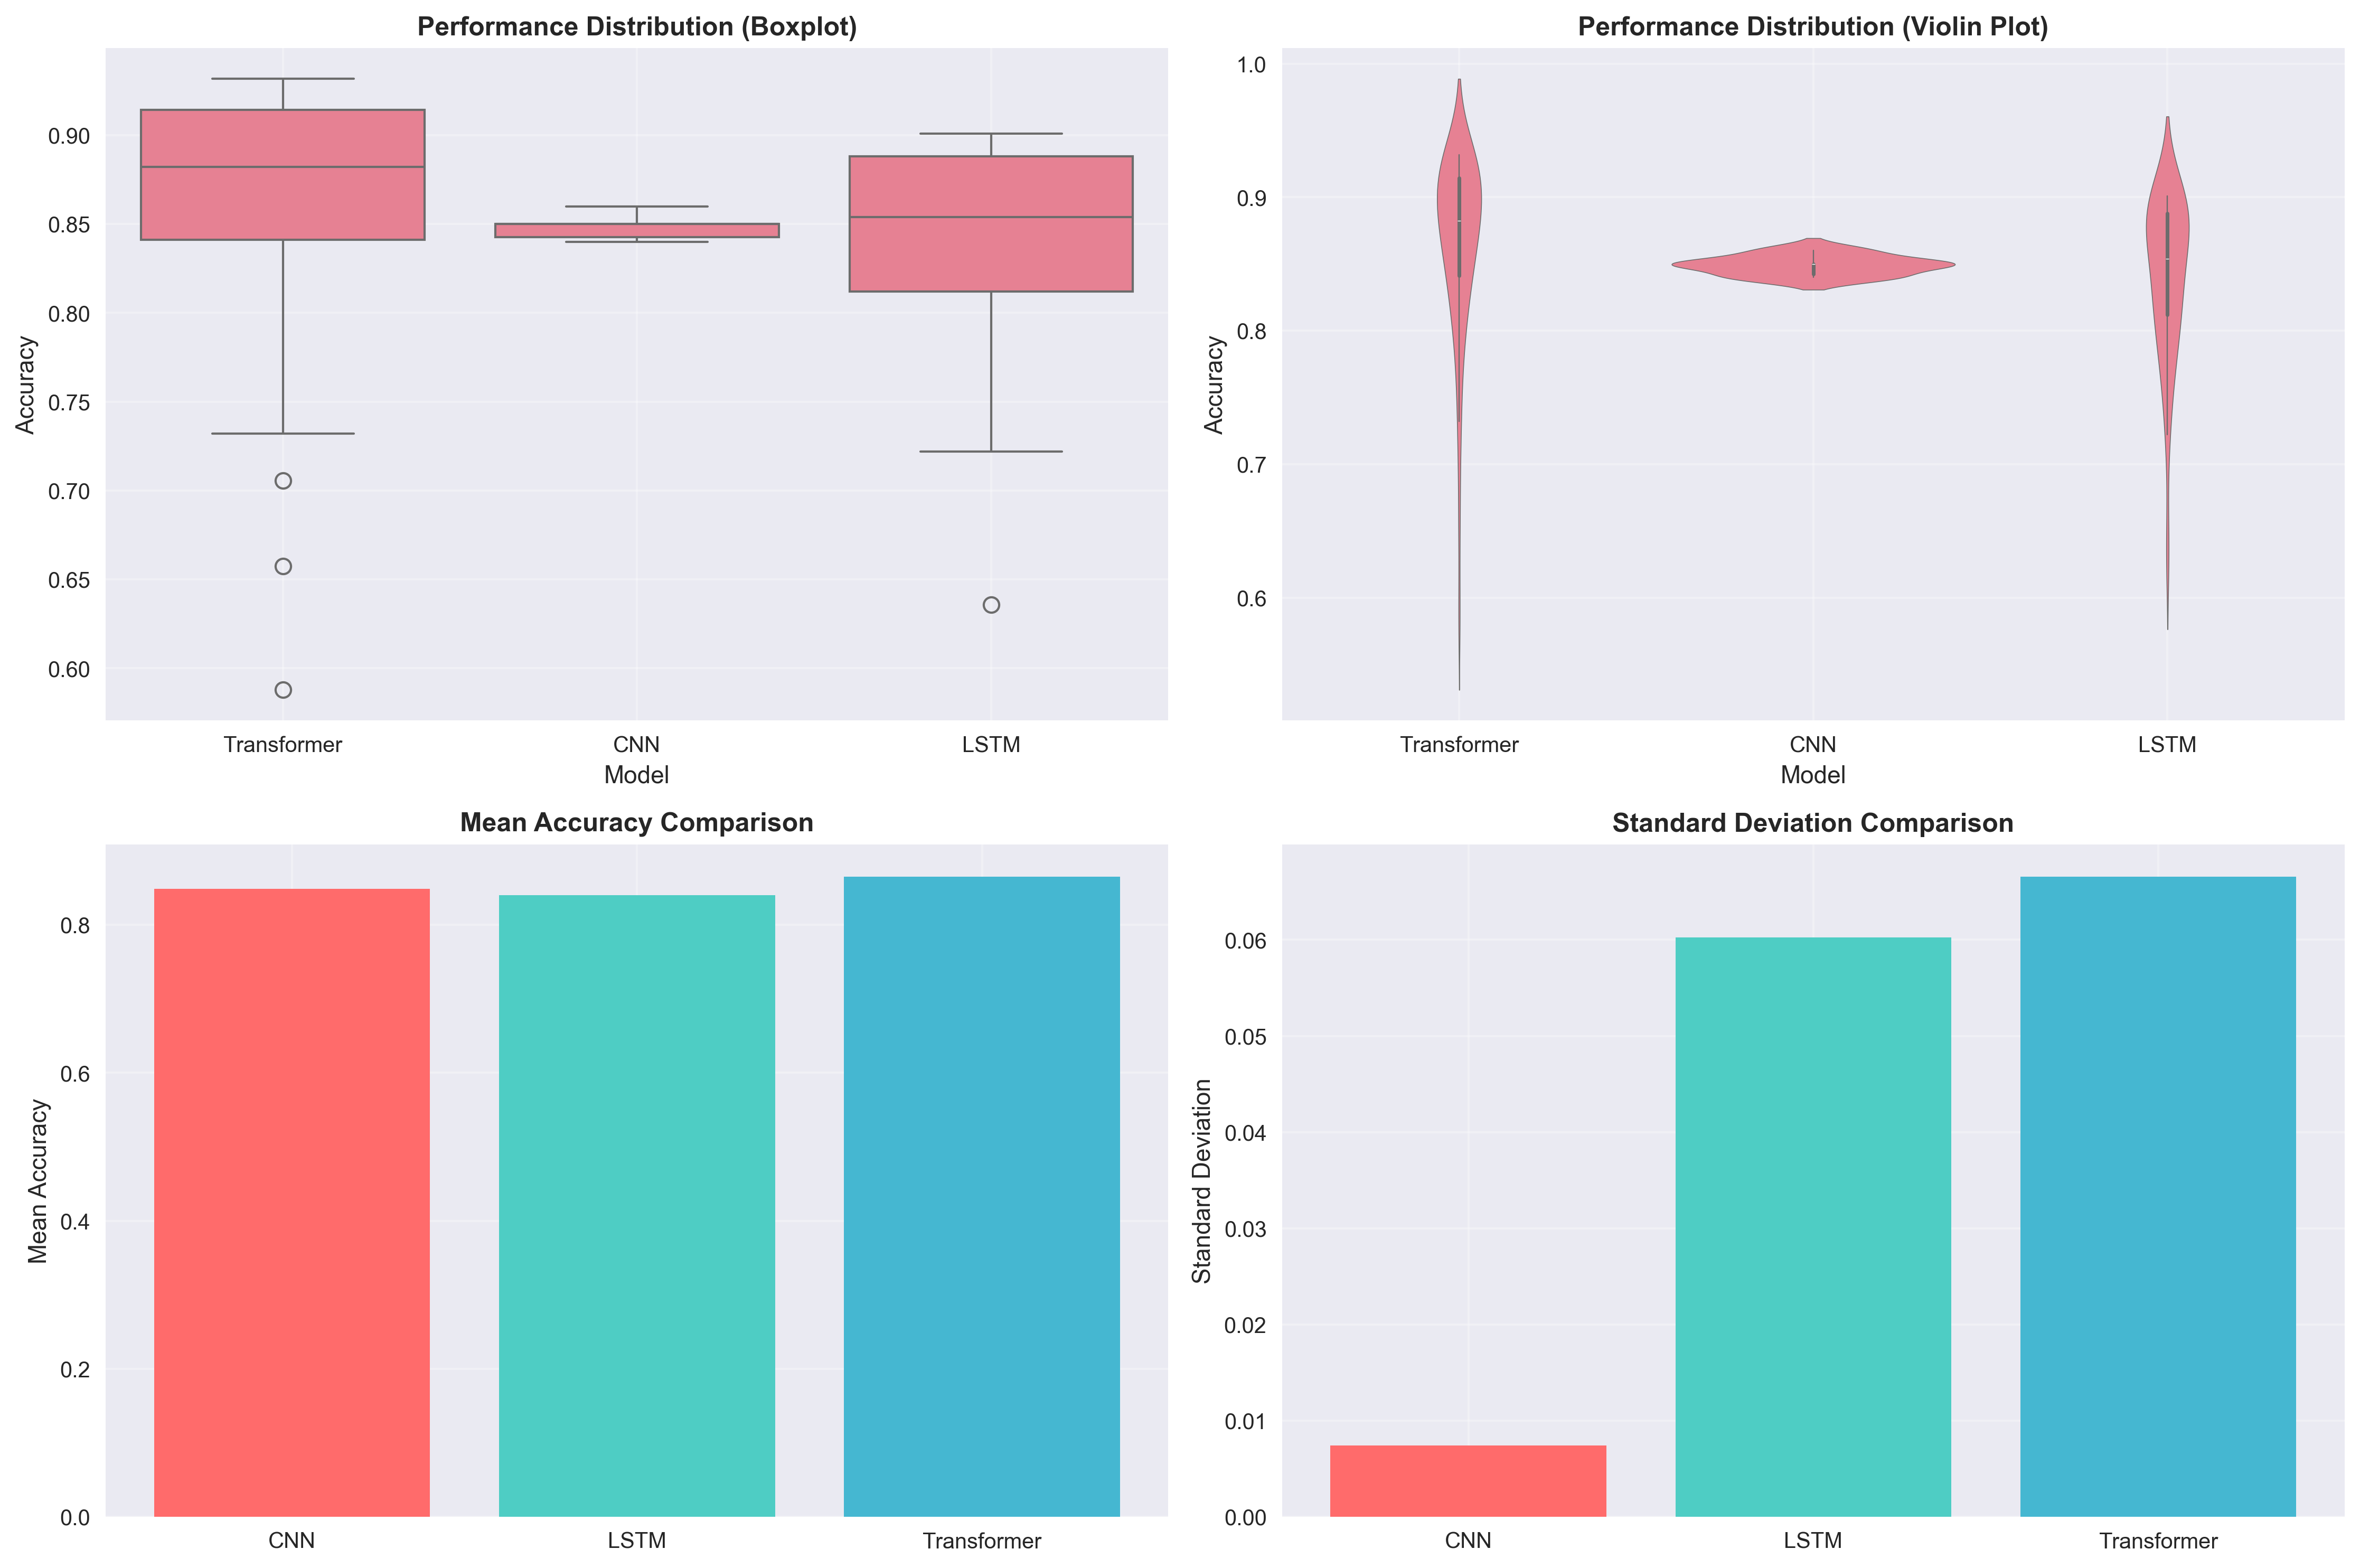 Performance Distribution (Boxplot)
Accuracy
0.90
0.85
0.80
0.75
0.70
0.65
0.60
Transformer
CNN
LSTM
Model
Performance Distribution (Violin Plot)
Accuracy
1.0
0.9
0.8
0.7
0.6
Transformer
CNN
LSTM
Model
Mean Accuracy Comparison
Mean Accuracy
0.8
0.6
0.4
0.2
0.0
CNN
LSTM
Transformer
Standard Deviation Comparison
Standard Deviation
0.06
0.05
0.04
0.03
0.02
0.01
0.00
CNN
LSTM
Transformer